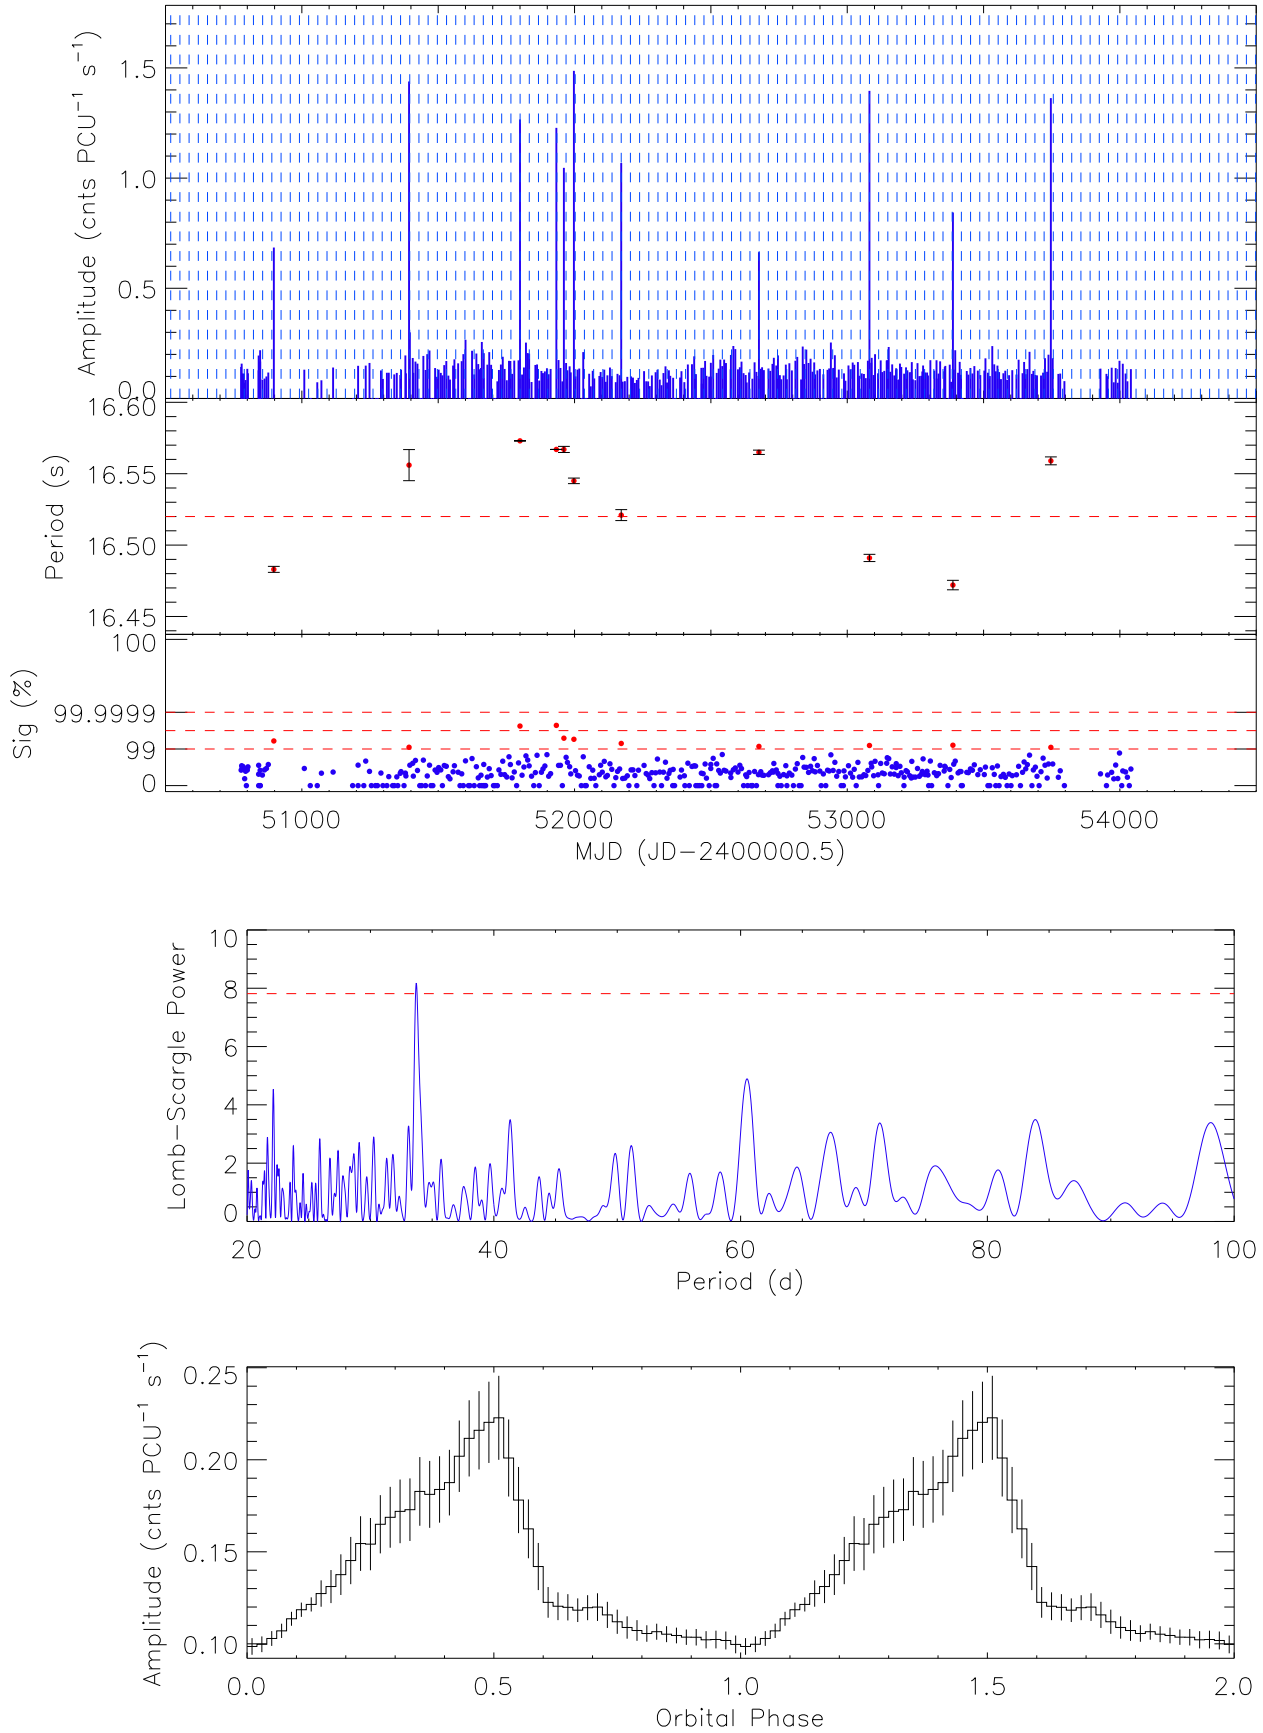 Amplitude (cnts PCU⁻¹ s⁻¹)
1.5
1.0
0.5
0.0
Period (s)
16.60
16.55
16.50
16.45
Sig (%)
100
99.9999
99
0
51000 52000 53000 54000
MJD (JD−2400000.5)
Lomb−Scargle Power
10
8
6
4
2
0
20 40 60 80 100
Period (d)
Amplitude (cnts PCU⁻¹ s⁻¹)
0.25
0.20
0.15
0.10
0.0 0.5 1.0 1.5 2.0
Orbital Phase